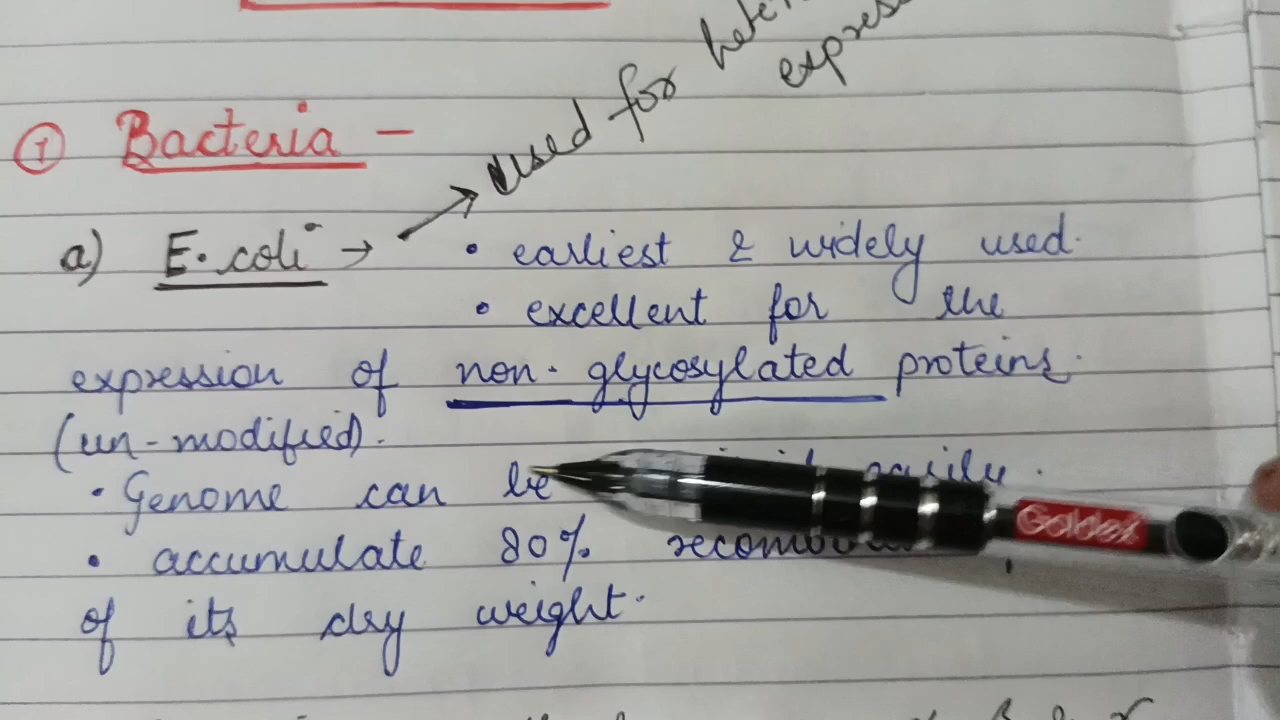 used for
① Bacteria -
a) E. coli → • earliest & widely used.
• excellent for the
expression of non-glycosylated proteins.
(un-modified).
• Genome can be easily.
• accumulate 80%
of its dry weight.
Goldex